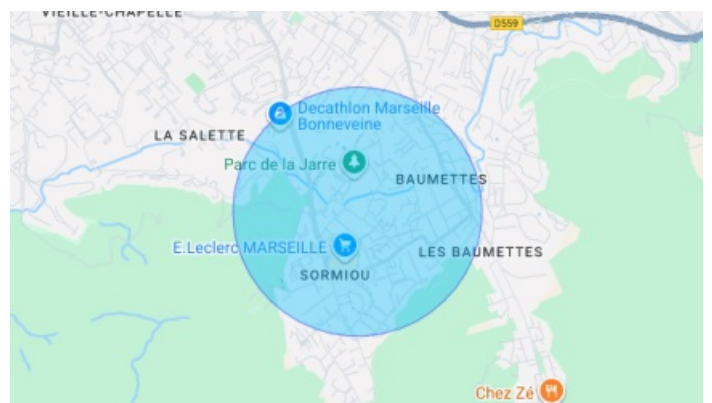 VIEILLE-CHAPELLE
D559
Decathlon Marseille
Bonneveine
LA SALETTE
Parc de la Jarre
BAUMETTES
E.Leclerc MARSEILLE
LES BAUMETTES
SORMIOU
Chez Zé